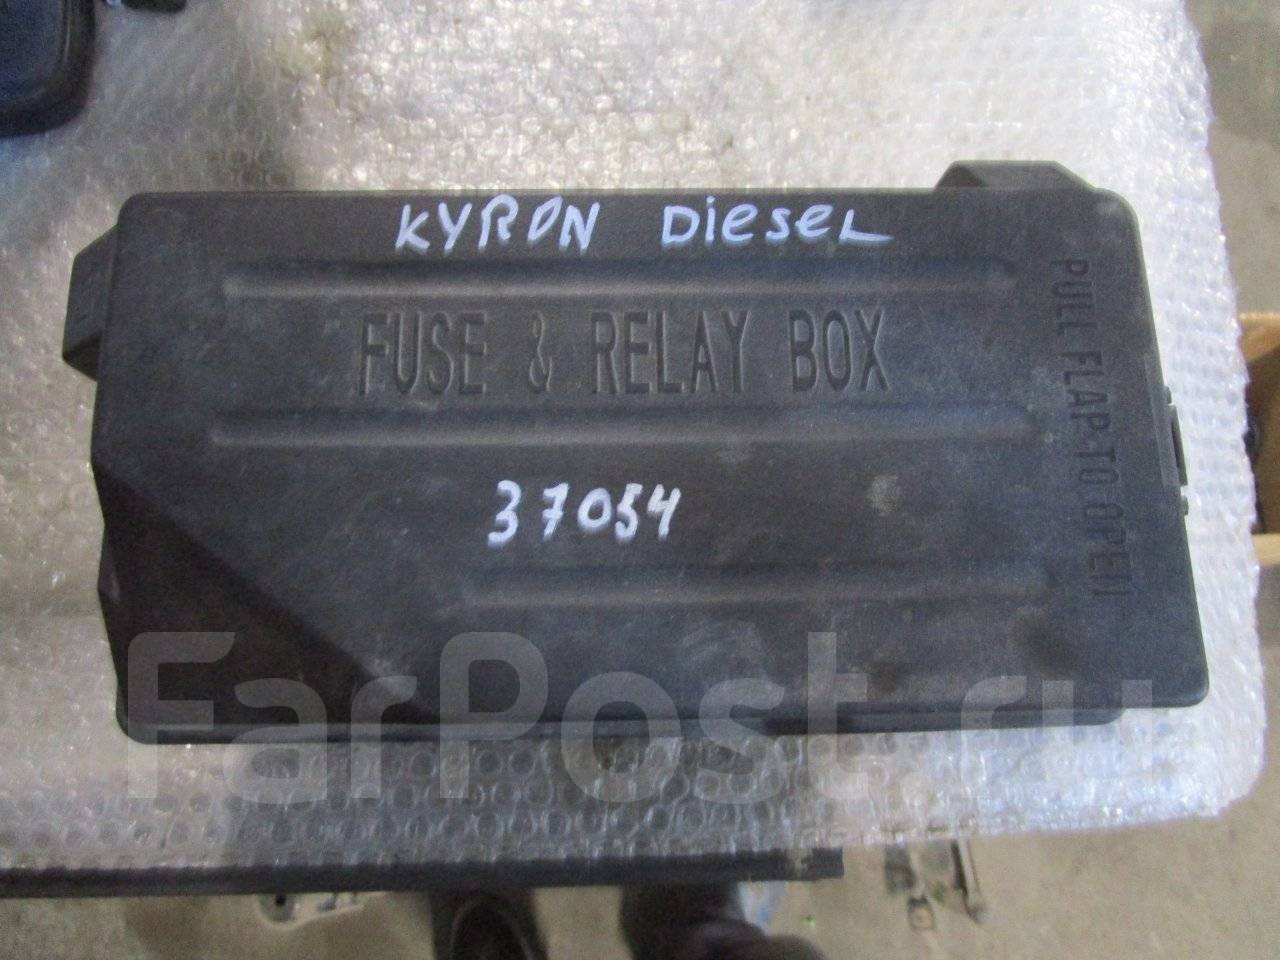 KYRON DIESEL
FUSE & RELAY BOX
PULL FLAP TO OPEN
37054
FarPost.ru